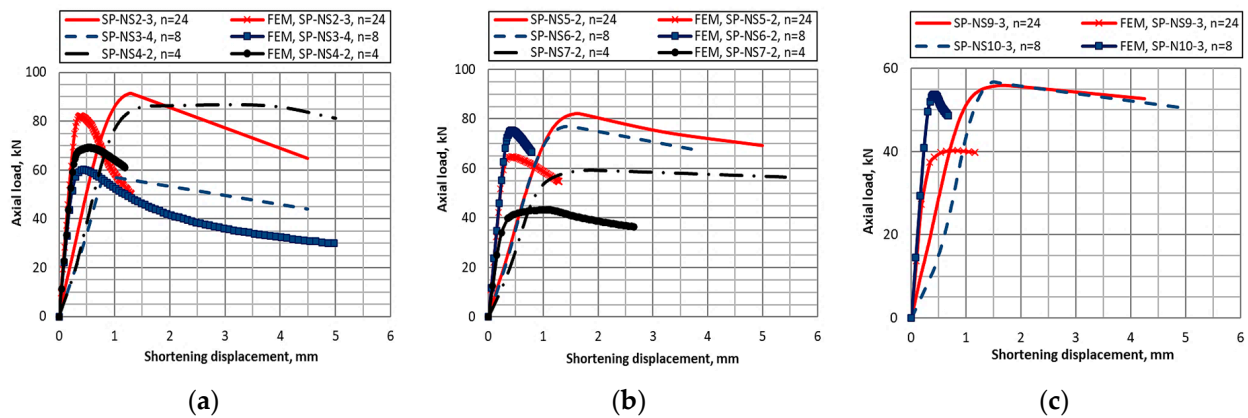 SP-NS2-3, n=24 FEM, SP-NS2-3, n=24
SP-NS3-4, n=8 FEM, SP-NS3-4, n=8
SP-NS4-2, n=4 FEM, SP-NS4-2, n=4
100
80
60
40
20
0
Axial load, kN
0 1 2 3 4 5 6
Shortening displacement, mm
(a)
SP-NS5-2, n=24 FEM, SP-NS5-2, n=24
SP-NS6-2, n=8 FEM, SP-NS6-2, n=8
SP-NS7-2, n=4 FEM, SP-NS7-2, n=4
100
80
60
40
20
0
Axial load, kN
0 1 2 3 4 5 6
Shortening displacement, mm
(b)
SP-NS9-3, n=24 FEM, SP-NS9-3, n=24
SP-NS10-3, n=8 FEM, SP-N10-3, n=8
60
40
20
0
Axial load, kN
0 1 2 3 4 5 6
Shortening displacement, mm
(c)